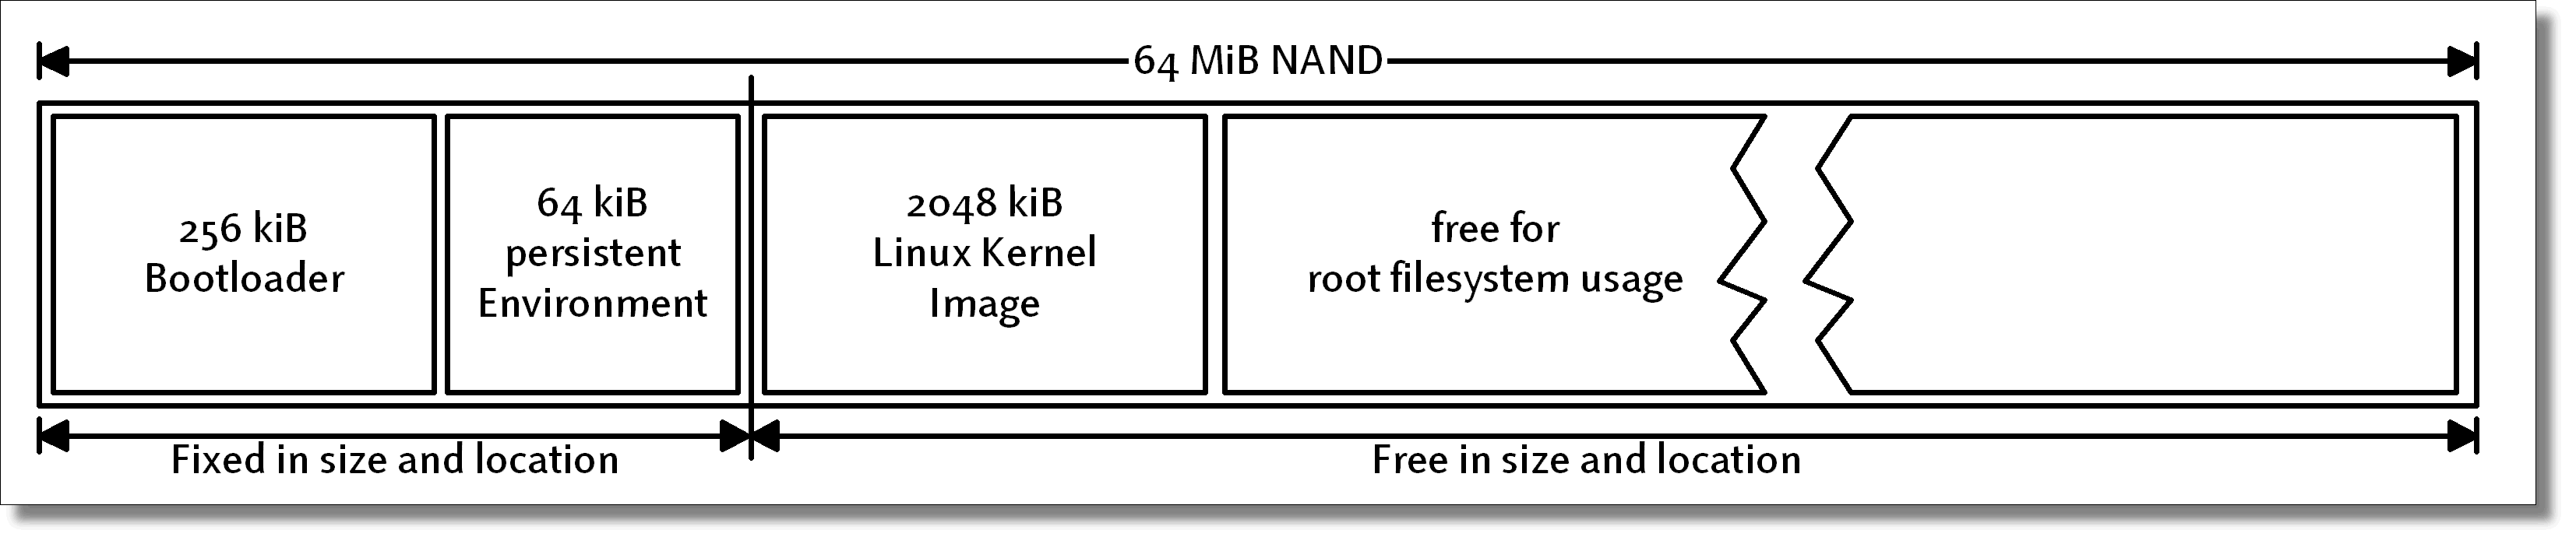 64 MiB NAND
256 kiB
Bootloader
64 kiB
persistent
Environment
2048 kiB
Linux Kernel
Image
free for
root filesystem usage
Fixed in size and location
Free in size and location